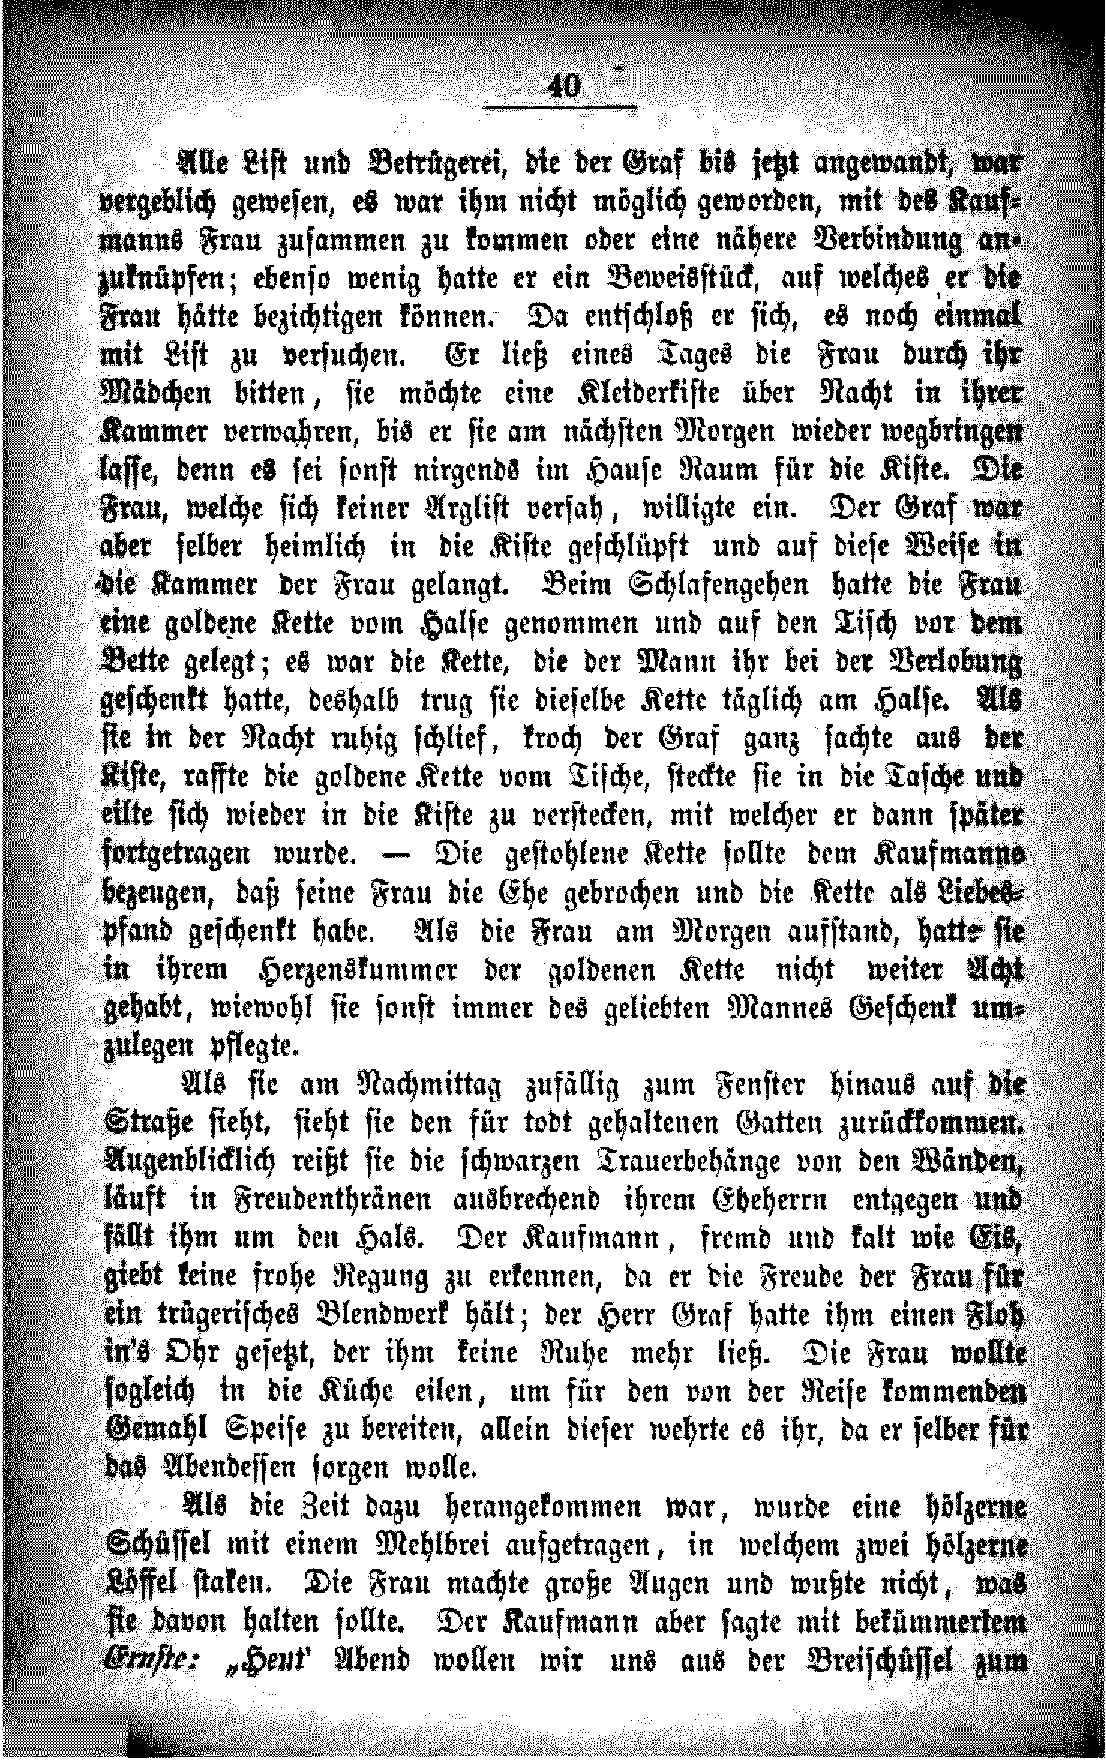 40
Alle List und Betrügerei, die der Graf bis jetzt angewandt, war
vergeblich gewesen, es war ihm nicht möglich geworden, mit des Kauf-
manns Frau zusammen zu kommen oder eine nähere Verbindung an-
zuknüpfen; ebenso wenig hatte er ein Beweisstück, auf welches er die
Frau hätte bezichtigen können. Da entschloß er sich, es noch einmal
mit List zu versuchen. Er ließ eines Tages die Frau durch ihr
Mädchen bitten, sie möchte eine Kleiderkiste über Nacht in ihrer
Kammer verwahren, bis er sie am nächsten Morgen wieder wegbringen
lasse, denn es sei sonst nirgends im Hause Raum für die Kiste. Die
Frau, welche sich keiner Arglist versah, willigte ein. Der Graf war
aber selber heimlich in die Kiste geschlüpft und auf diese Weise in
die Kammer der Frau gelangt. Beim Schlafengehen hatte die Frau
eine goldene Kette vom Halse genommen und auf den Tisch vor dem
Bette gelegt; es war die Kette, die der Mann ihr bei der Verlobung
geschenkt hatte, deshalb trug sie dieselbe Kette täglich am Halse. Als
sie in der Nacht ruhig schlief, kroch der Graf ganz sachte aus der
Kiste, raffte die goldene Kette vom Tische, steckte sie in die Tasche und
eilte sich wieder in die Kiste zu verstecken, mit welcher er dann später
fortgetragen wurde. — Die gestohlene Kette sollte dem Kaufmanne
bezeugen, daß seine Frau die Ehe gebrochen und die Kette als Liebes-
pfand geschenkt habe. Als die Frau am Morgen aufstand, hatte sie
in ihrem Herzenskummer der goldenen Kette nicht weiter Acht
gehabt, wiewohl sie sonst immer des geliebten Mannes Geschenk um-
zulegen pflegte.
Als sie am Nachmittag zufällig zum Fenster hinaus auf die
Straße sieht, sieht sie den für todt gehaltenen Gatten zurückkommen.
Augenblicklich reißt sie die schwarzen Trauerbehänge von den Wänden,
läuft in Freudenthränen ausbrechend ihrem Eheherrn entgegen und
fällt ihm um den Hals. Der Kaufmann, fremd und kalt wie Eis,
giebt keine frohe Regung zu erkennen, da er die Freude der Frau für
ein trügerisches Blendwerk hält; der Herr Graf hatte ihm einen Floh
in's Ohr gesetzt, der ihm keine Ruhe mehr ließ. Die Frau wollte
sogleich in die Küche eilen, um für den von der Reise kommenden
Gemahl Speise zu bereiten, allein dieser wehrte es ihr, da er selber für
das Abendessen sorgen wolle.
Als die Zeit dazu herangekommen war, wurde eine hölzerne
Schüssel mit einem Mehlbrei aufgetragen, in welchem zwei hölzerne
Löffel staken. Die Frau machte große Augen und wußte nicht, was
sie davon halten sollte. Der Kaufmann aber sagte mit bekümmertem
Ernste: „Heut' Abend wollen wir uns aus der Breischüssel zum